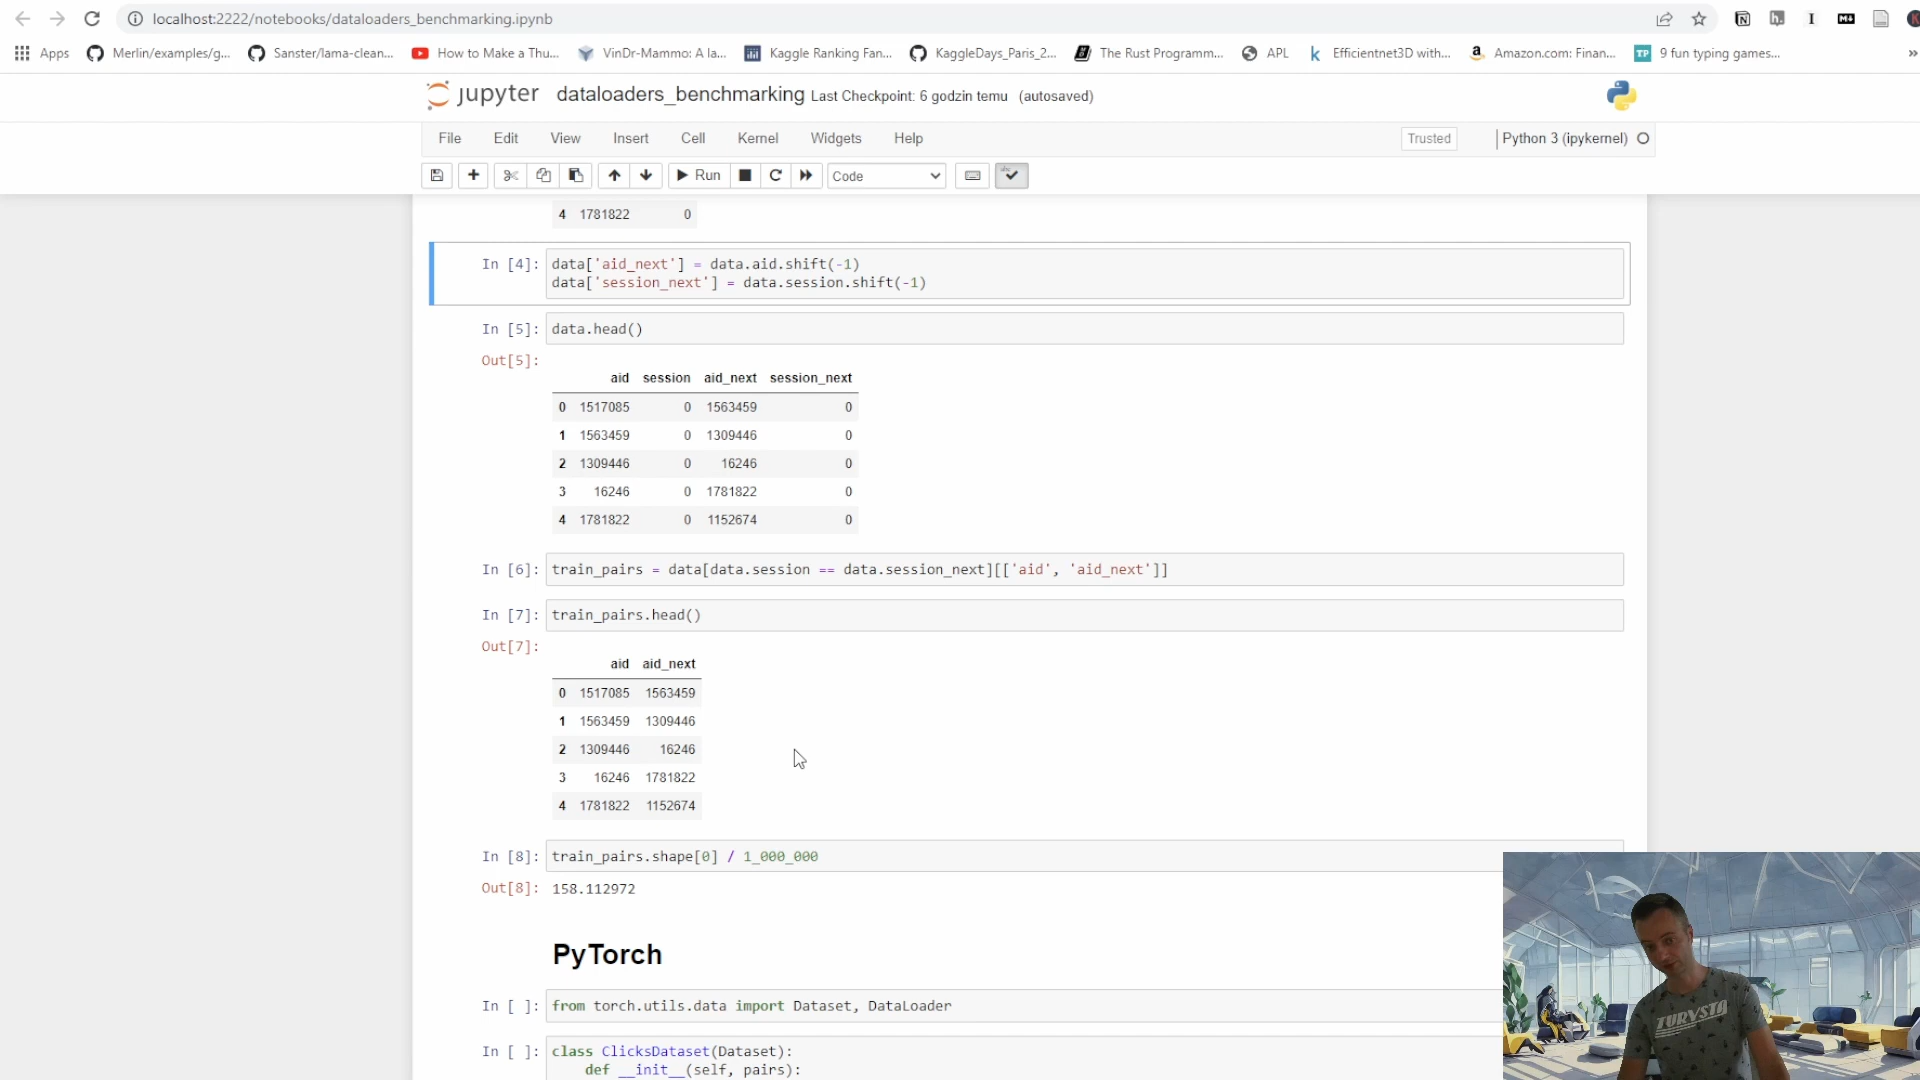 localhost:2222/notebooks/dataloaders_benchmarking.ipynb
Apps Merlin/examples/g... Sanster/lama-clean... How to Make a Thu... VinDr-Mammo: A la... Kaggle Ranking Fan... KaggleDays_Paris_2... The Rust Programm... APL Efficientnet3D with... Amazon.com: Finan... TP 9 fun typing games... »
jupyter dataloaders_benchmarking Last Checkpoint: 6 godzin temu (autosaved)
File Edit View Insert Cell Kernel Widgets Help Trusted Python 3 (ipykernel)
Run Code
4 1781822 0
In [4]: data['aid_next'] = data.aid.shift(-1)
data['session_next'] = data.session.shift(-1)
In [5]: data.head()
Out[5]:
aid session aid_next session_next
0 1517085 0 1563459 0
1 1563459 0 1309446 0
2 1309446 0 16246 0
3 16246 0 1781822 0
4 1781822 0 1152674 0
In [6]: train_pairs = data[data.session == data.session_next][['aid', 'aid_next']]
In [7]: train_pairs.head()
Out[7]:
aid aid_next
0 1517085 1563459
1 1563459 1309446
2 1309446 16246
3 16246 1781822
4 1781822 1152674
In [8]: train_pairs.shape[0] / 1_000_000
Out[8]: 158.112972
PyTorch
In [ ]: from torch.utils.data import Dataset, DataLoader
In [ ]: class ClicksDataset(Dataset):
def __init__(self, pairs):
TURYSTA